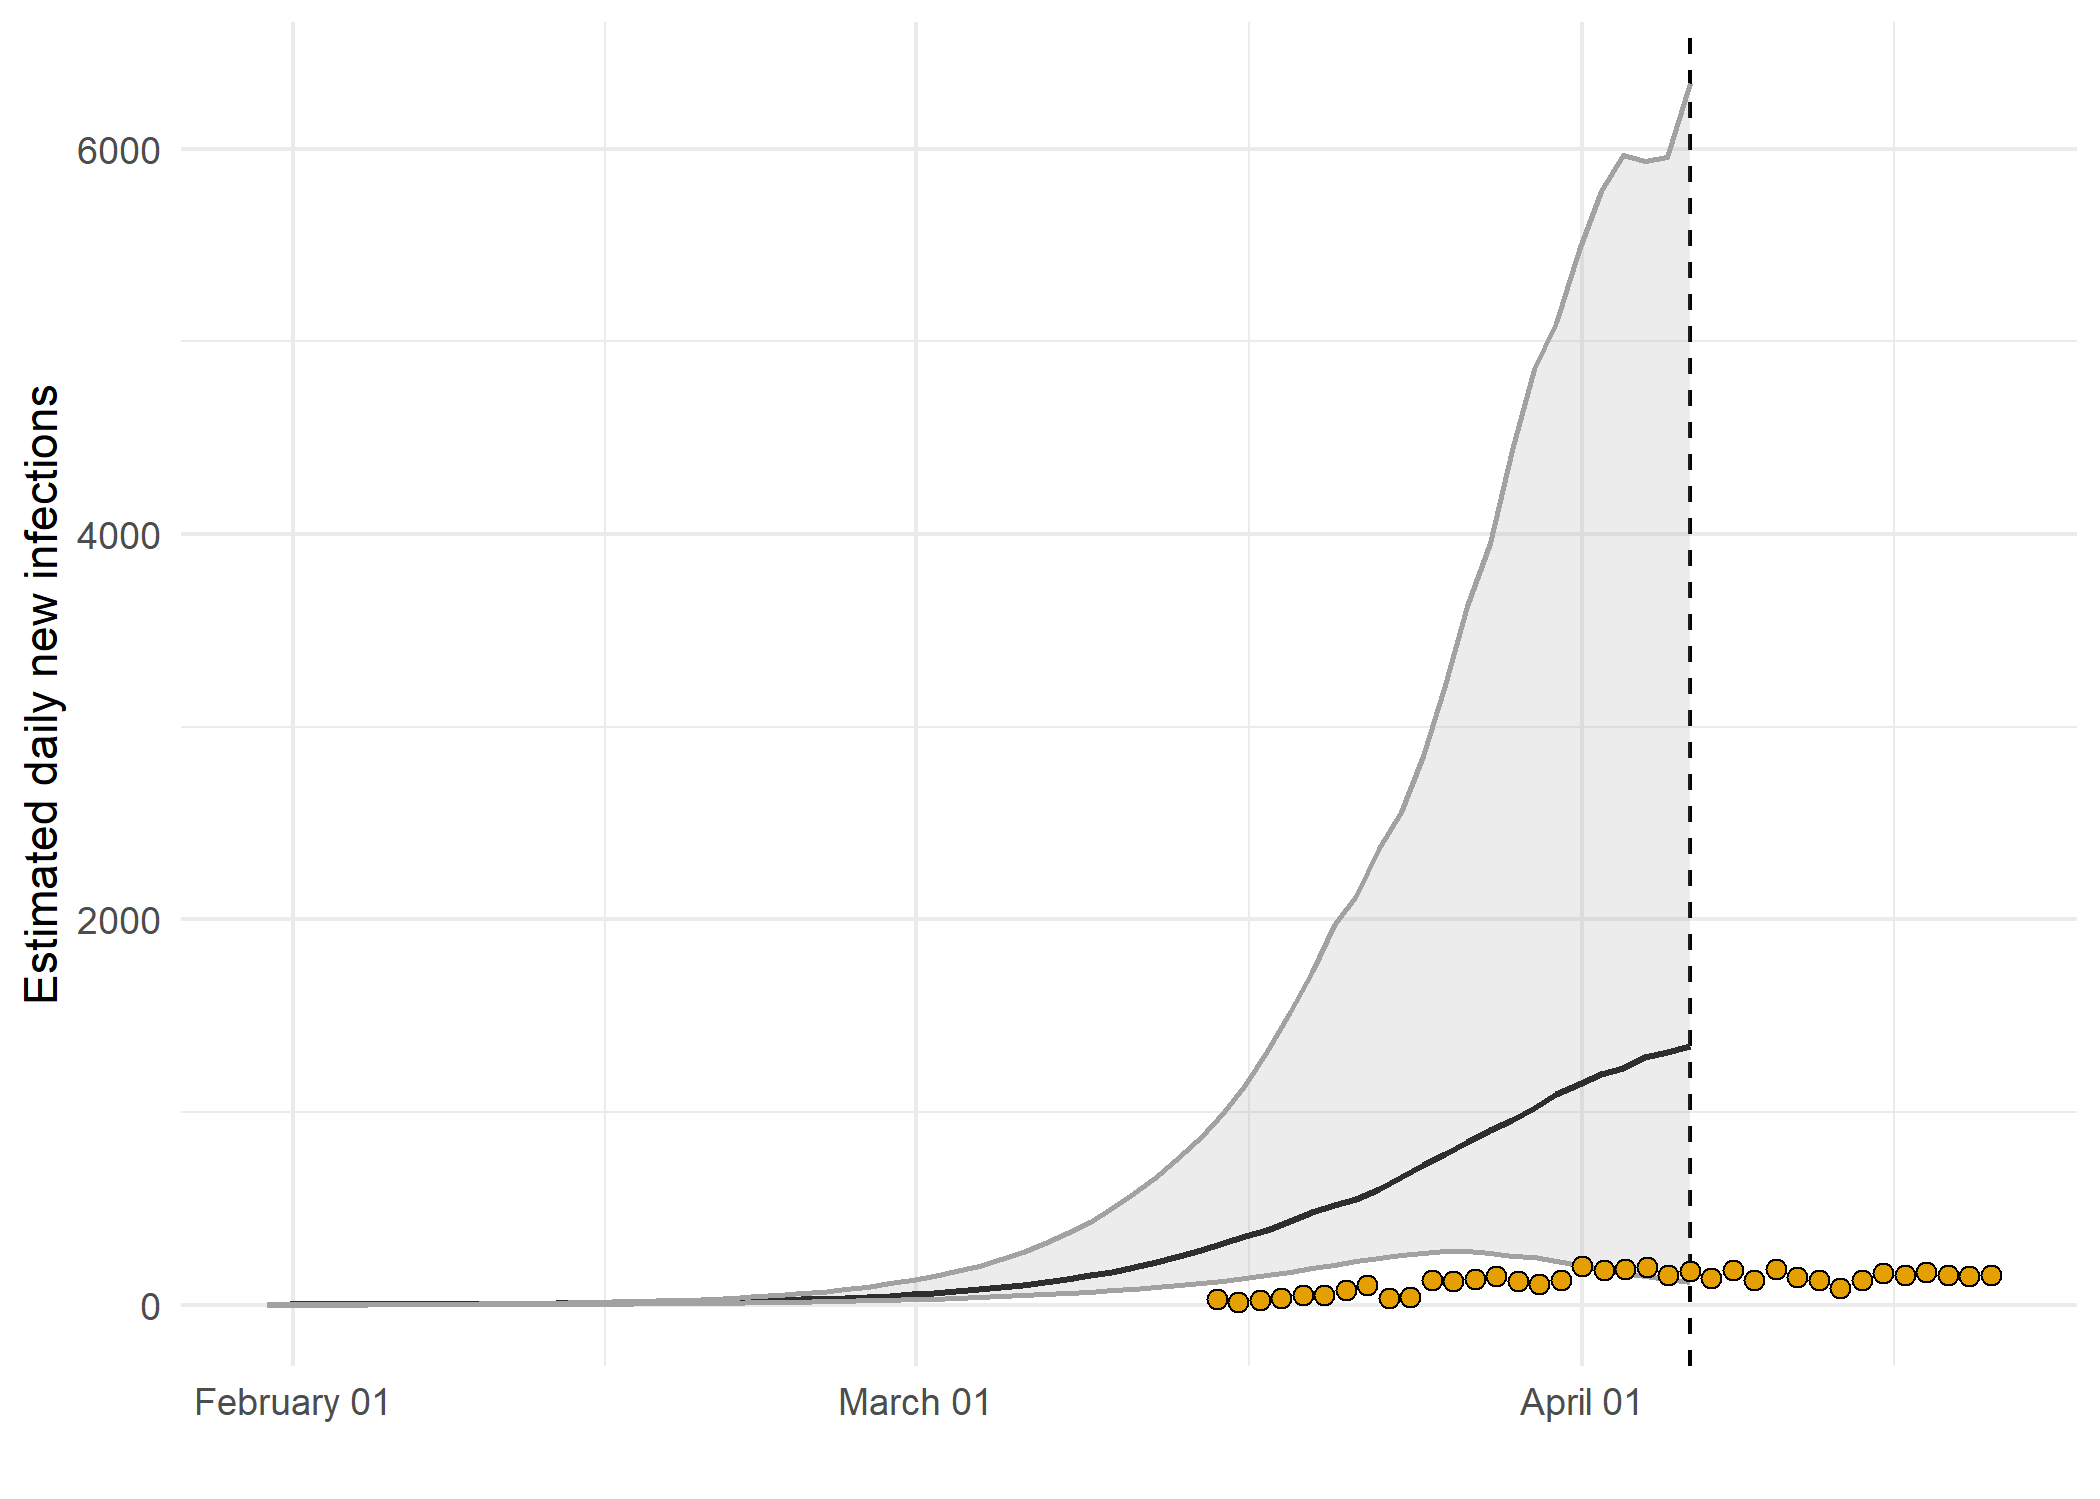 Estimated daily new infections
6000
4000
2000
0
February 01
March 01
April 01